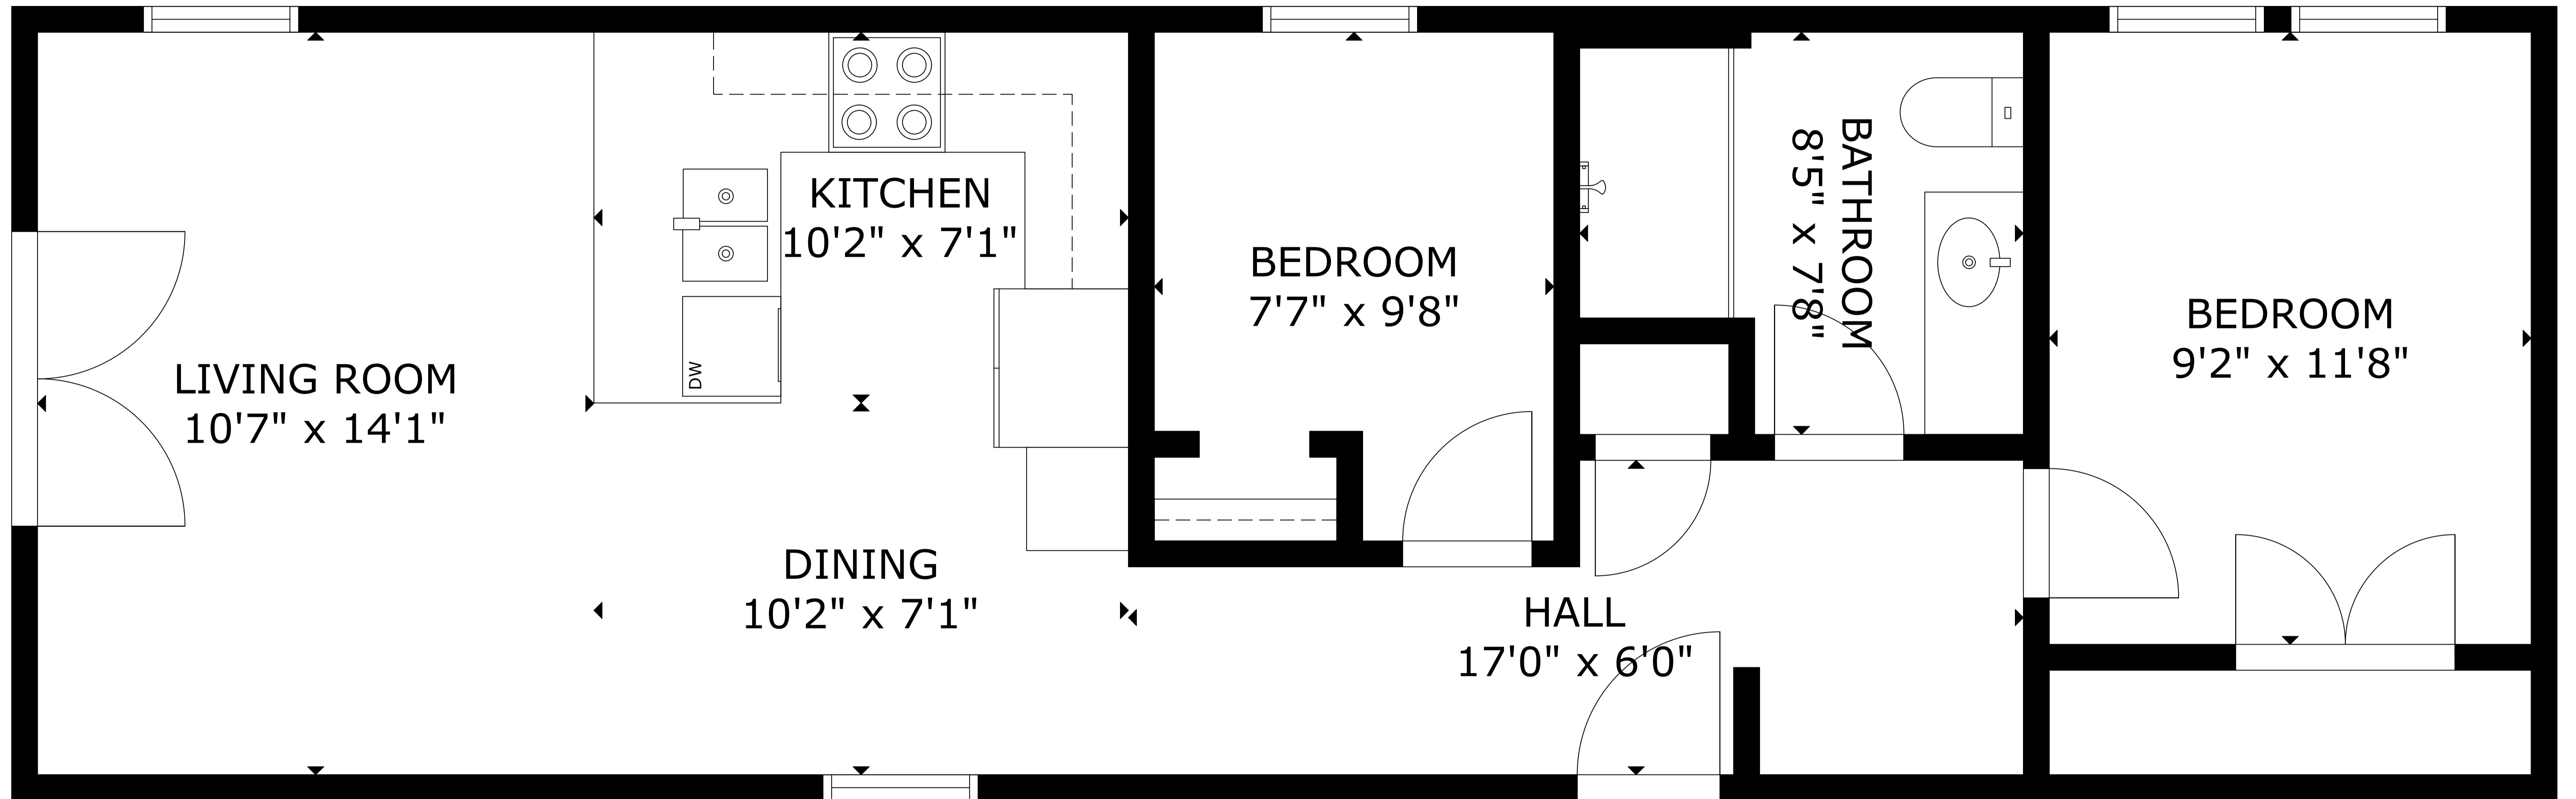 KITCHEN
10'2" x 7'1"
BATHROOM
8'5" x 7'8"
BEDROOM
7'7" x 9'8"
BEDROOM
9'2" x 11'8"
LIVING ROOM
10'7" x 14'1"
DW
DINING
10'2" x 7'1"
HALL
17'0" x 6'0"